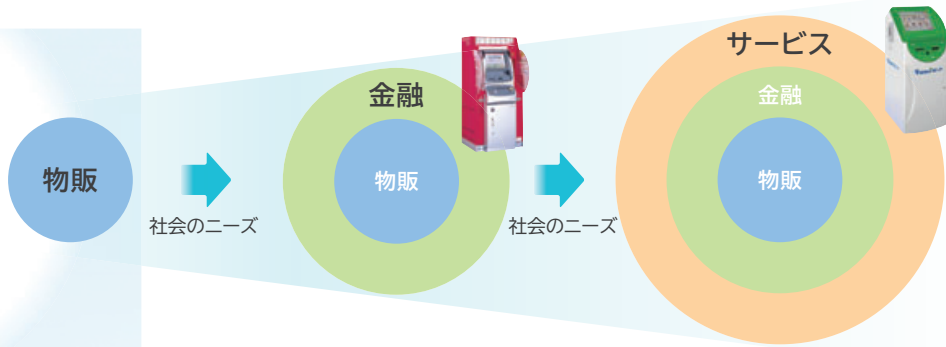 物販
社会のニーズ
金融
物販
社会のニーズ
サービス
金融
物販